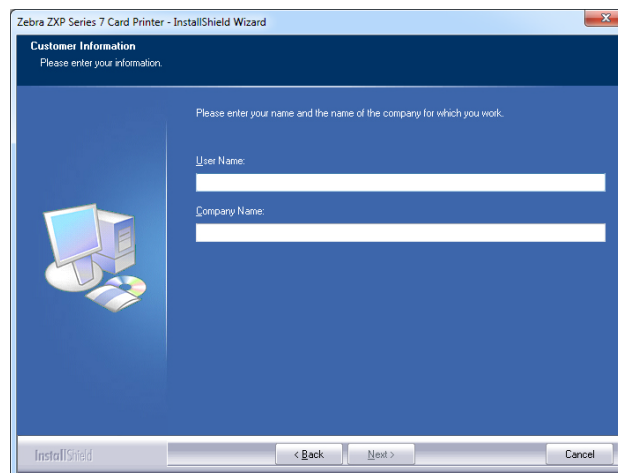 Zebra ZXP Series 7 Card Printer - InstallShield Wizard
Customer Information
Please enter your information.
Please enter your name and the name of the company for which you work.
User Name:
Company Name:
InstallShield
< Back
Next >
Cancel